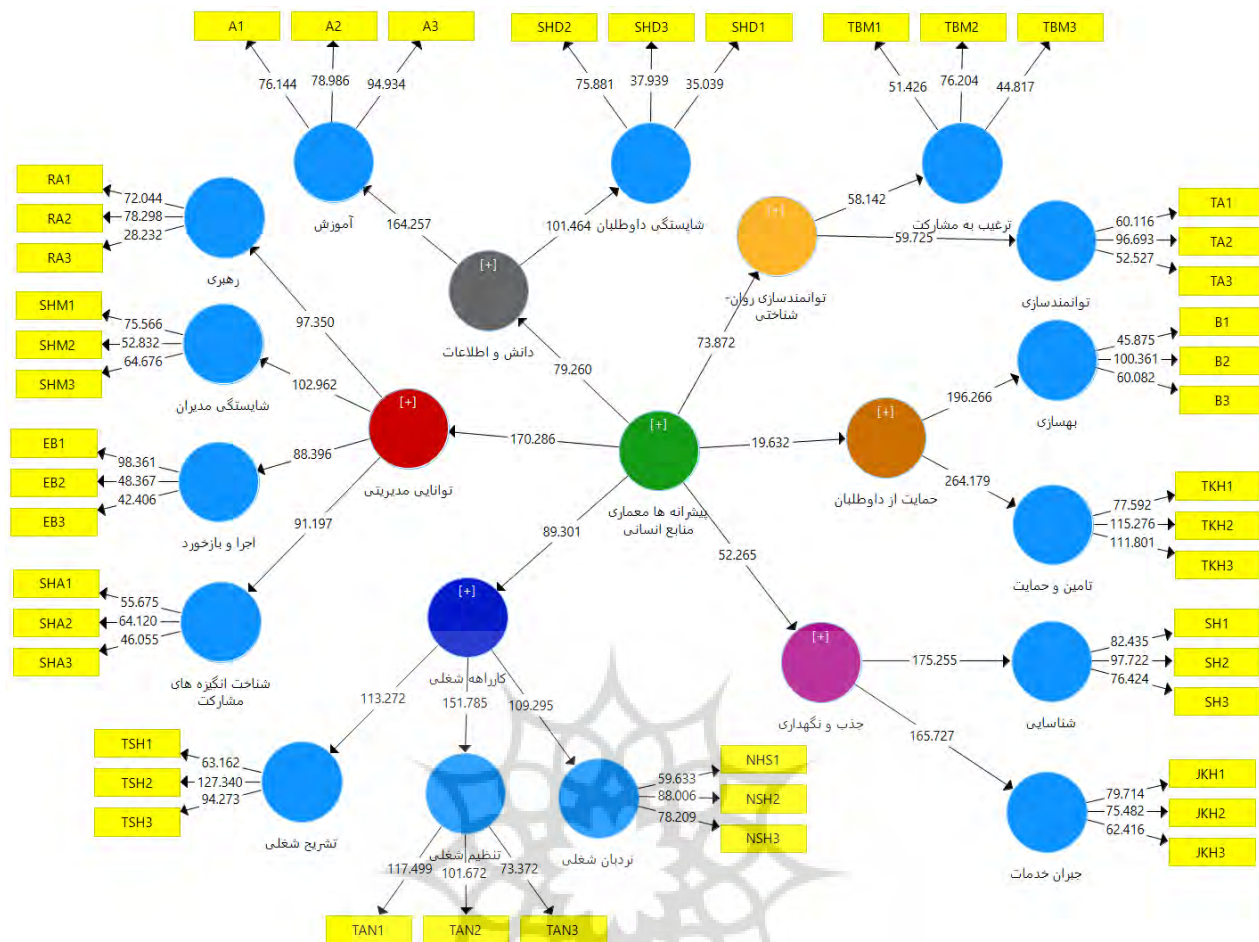 A1
A2
A3
SHD2
SHD3
SHD1
TBM1
TBM2
TBM3
76.144
78.986
94.934
75.881
37.939
35.039
51.426
76.204
44.817
RA1
RA2
RA3
72.044
78.298
28.232
رهبری
آموزش
شایستگی داوطلبان
ترغیب به مشارکت
164.257
101.464
58.142
59.725
[+]
[+]
TA1
TA2
TA3
60.116
96.693
52.527
توانمندسازی
SHM1
SHM2
SHM3
75.566
52.832
64.676
شایستگی مدیران
97.350
102.962
دانش و اطلاعات
توانمندسازی روان-
شناختی
79.260
73.872
B1
B2
B3
45.875
100.361
60.082
بهسازی
EB1
EB2
EB3
98.361
48.367
42.406
اجرا و بازخورد
88.396
91.197
[+]
توانایی مدیریتی
170.286
[+]
پیشرانه ها معماری
منابع انسانی
19.632
[+]
حمایت از داوطلبان
196.266
264.179
TKH1
TKH2
TKH3
77.592
115.276
111.801
تامین و حمایت
SHA1
SHA2
SHA3
55.675
64.120
46.055
شناخت انگیزه های
مشارکت
89.301
52.265
[+]
کارراهه شغلی
113.272
151.785
109.295
[+]
جذب و نگهداری
175.255
165.727
SH1
SH2
SH3
82.435
97.722
76.424
شناسایی
TSH1
TSH2
TSH3
63.162
127.340
94.273
تشریح شغلی
تنظیم شغلی
117.499
101.672
73.372
TAN1
TAN2
TAN3
NHS1
NSH2
NSH3
59.633
88.006
78.209
نردبان شغلی
JKH1
JKH2
JKH3
79.714
75.482
62.416
جبران خدمات